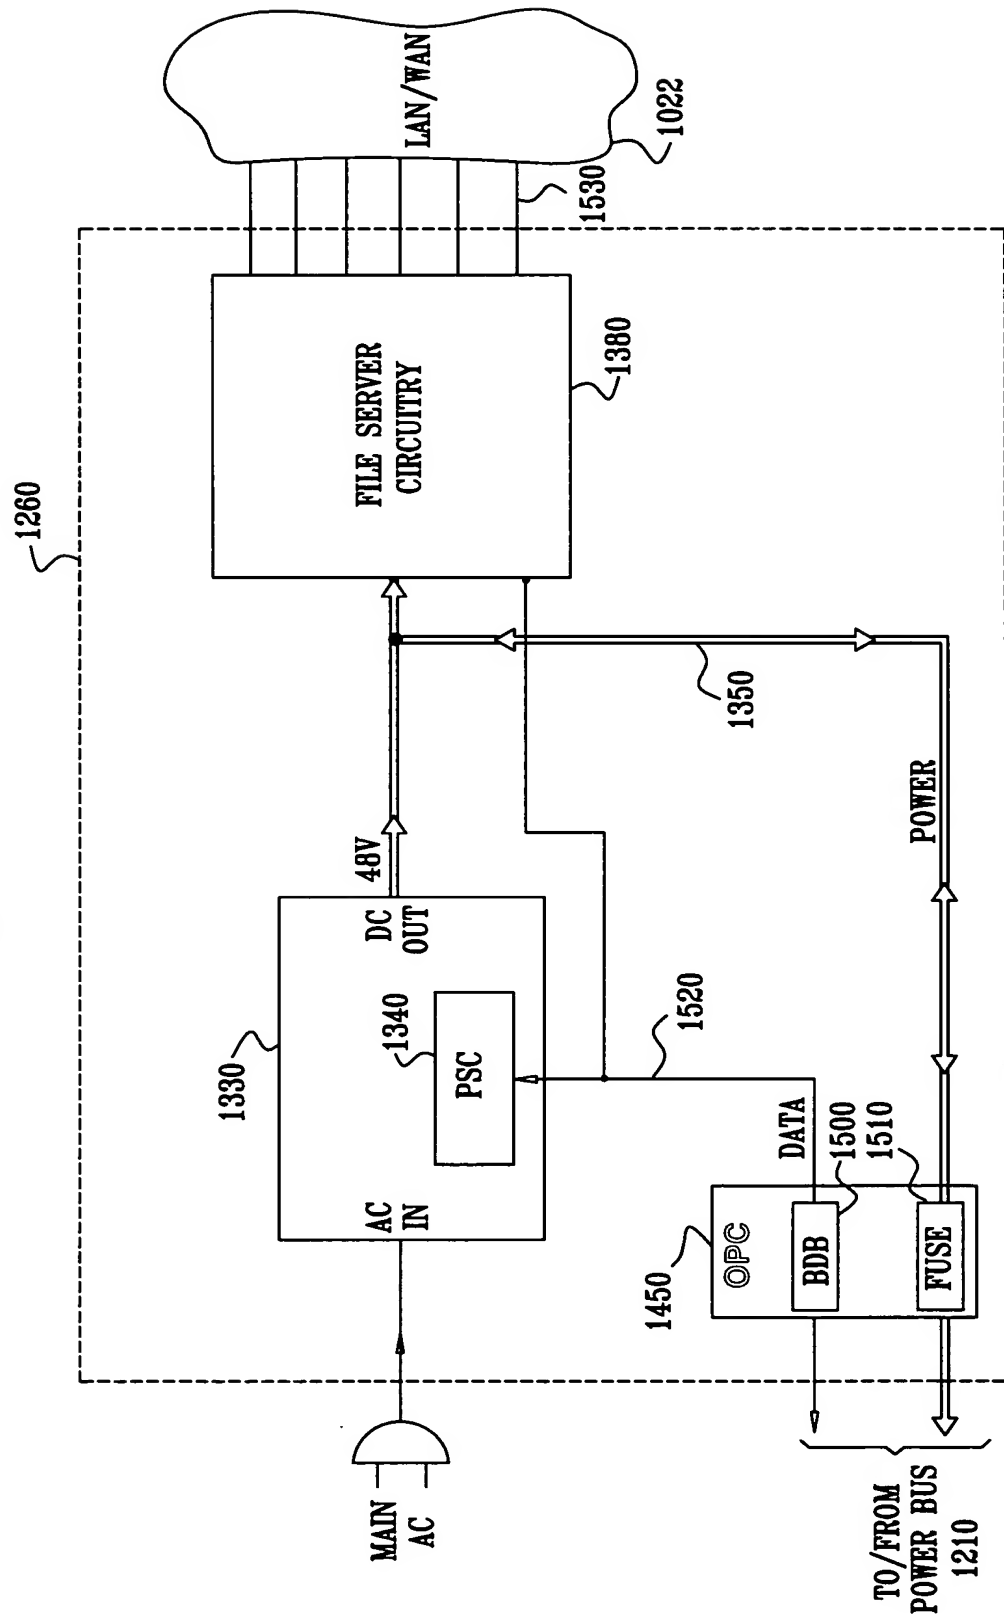 1260
MAIN
AC
1330
AC
IN
DC
OUT
48V
1340
PSC
FILE SERVER
CIRCUITRY
1380
LAN/WAN
1022
1530
1520
DATA
1450
OPC
BDB
1500
1510
FUSE
POWER
1350
TO/FROM
POWER BUS
1210